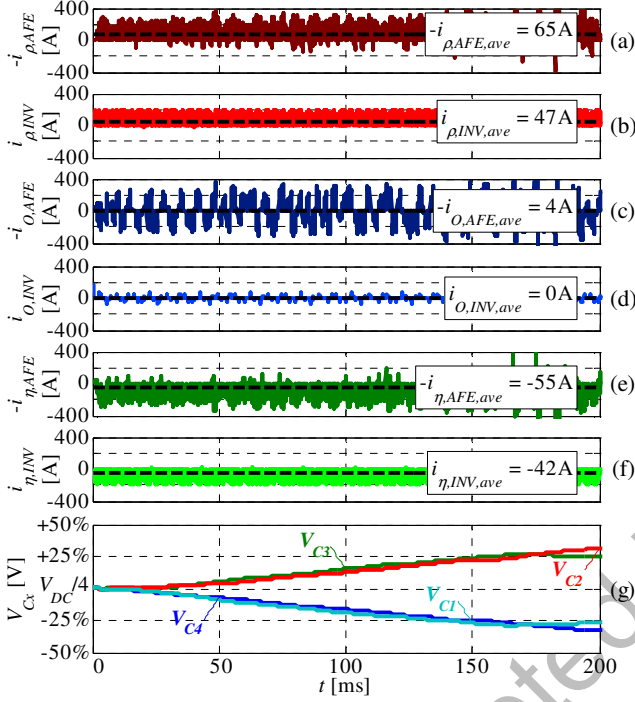 -i ρ,AFE [A]
400
0
-400
-i ρ,AFE,ave = 65A
(a)
i ρ,INV [A]
400
0
-400
i ρ,INV,ave = 47A
(b)
-i O,AFE [A]
400
0
-400
-i O,AFE,ave = 4A
(c)
i O,INV [A]
400
0
-400
i O,INV,ave = 0A
(d)
-i η,AFE [A]
400
0
-400
-i η,AFE,ave = -55A
(e)
i η,INV [A]
400
0
-400
i η,INV,ave = -42A
(f)
V Cx [V]
+50%
+25%
V DC /4
-25%
-50%
V C3
V C2
V C1
V C4
(g)
0 50 100 150 200
t [ms]